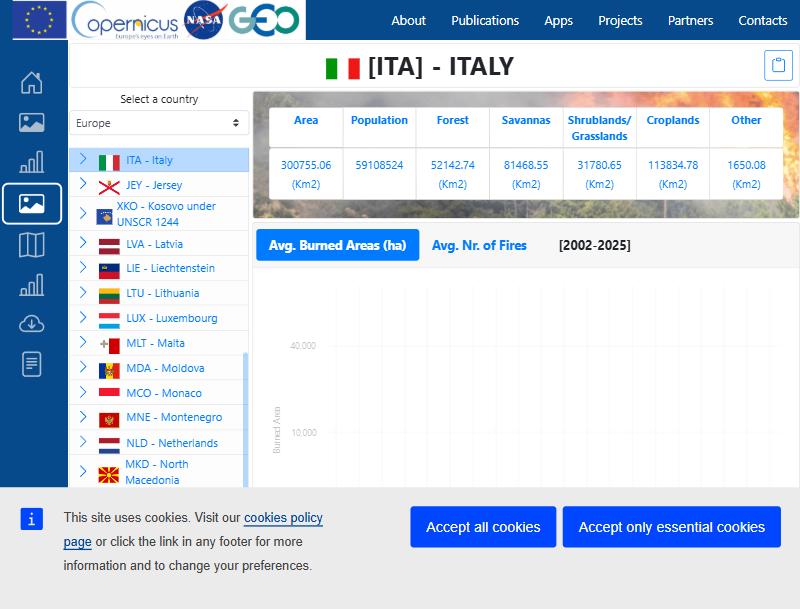 opernicus
Europe's eyes on Earth
NASA
GEO
About
Publications
Apps
Projects
Partners
Contacts
[ITA] - ITALY
Select a country
Europe
ITA - Italy
JEY - Jersey
XKO - Kosovo under
UNSCR 1244
LVA - Latvia
LIE - Liechtenstein
LTU - Lithuania
LUX - Luxembourg
MLT - Malta
MDA - Moldova
MCO - Monaco
MNE - Montenegro
NLD - Netherlands
MKD - North
Macedonia
Area
Population
Forest
Savannas
Shrublands/
Grasslands
Croplands
Other
300755.06
(Km2)
59108524
52142.74
(Km2)
81468.55
(Km2)
31780.65
(Km2)
113834.78
(Km2)
1650.08
(Km2)
Avg. Burned Areas (ha)
Avg. Nr. of Fires
[2002-2025]
40,000
10,000
Burned Area
This site uses cookies. Visit our cookies policy
page or click the link in any footer for more
information and to change your preferences.
Accept all cookies
Accept only essential cookies